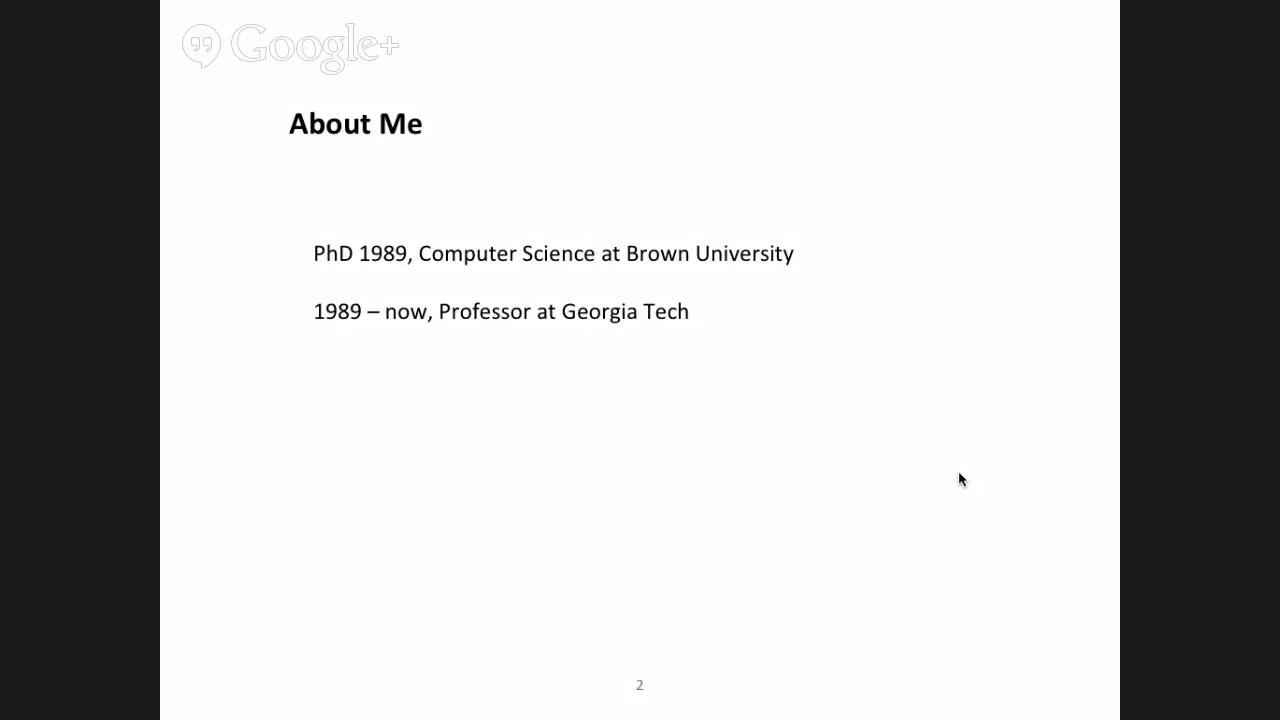 Google+
About Me
PhD 1989, Computer Science at Brown University
1989 – now, Professor at Georgia Tech
2